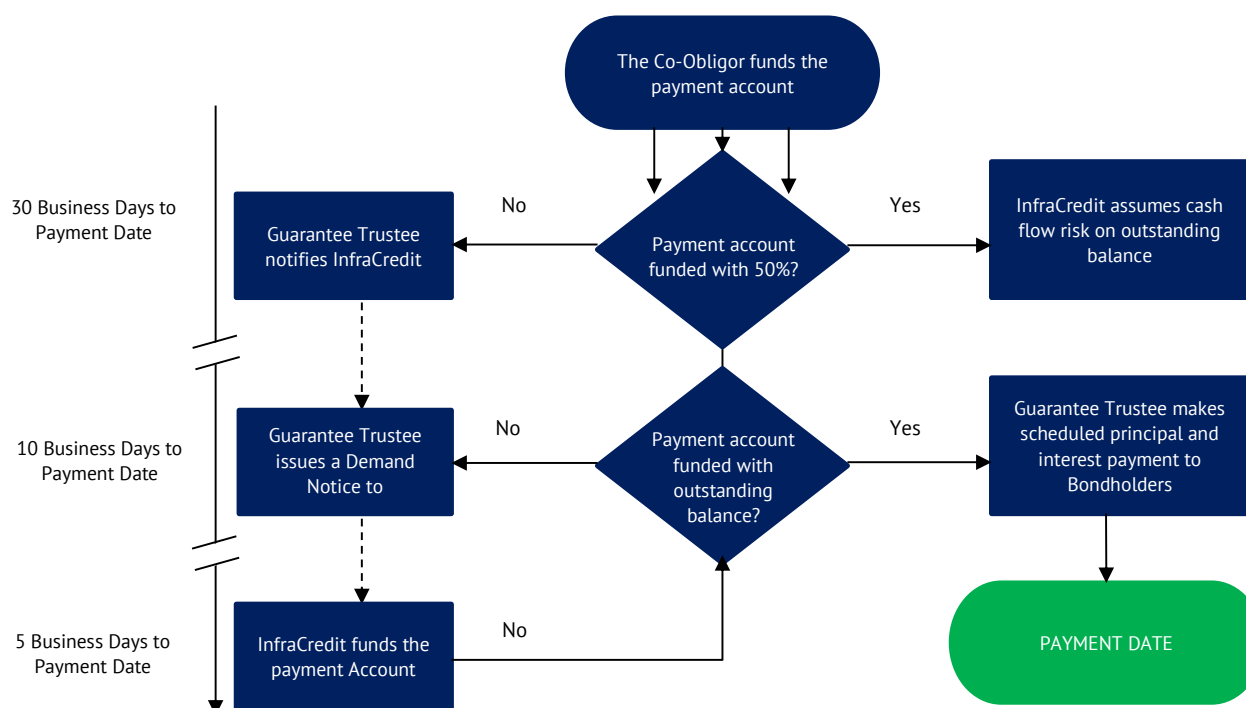 The Co-Obligor funds the
payment account
30 Business Days to
Payment Date
Guarantee Trustee
notifies InfraCredit
No
Payment account
funded with 50%?
Yes
InfraCredit assumes cash
flow risk on outstanding
balance
10 Business Days to
Payment Date
Guarantee Trustee
issues a Demand
Notice to
No
Payment account
funded with
outstanding
balance?
Yes
Guarantee Trustee makes
scheduled principal and
interest payment to
Bondholders
5 Business Days to
Payment Date
InfraCredit funds the
payment Account
No
PAYMENT DATE